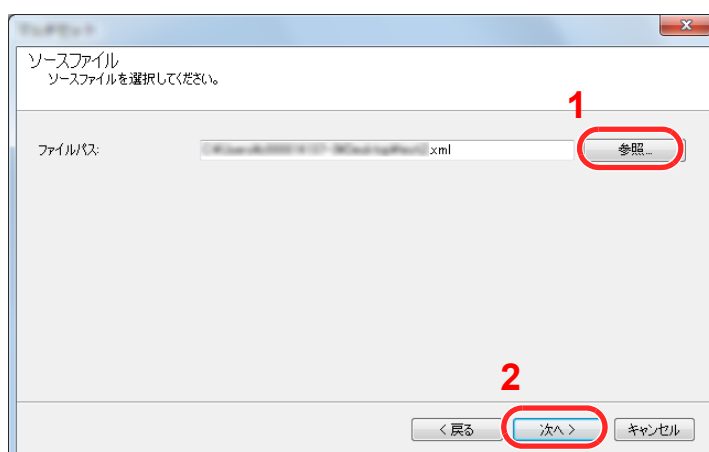 ソースファイル
ソースファイルを選択してください。
1
ファイルパス:
.xml
参照...
2
< 戻る
次へ >
キャンセル